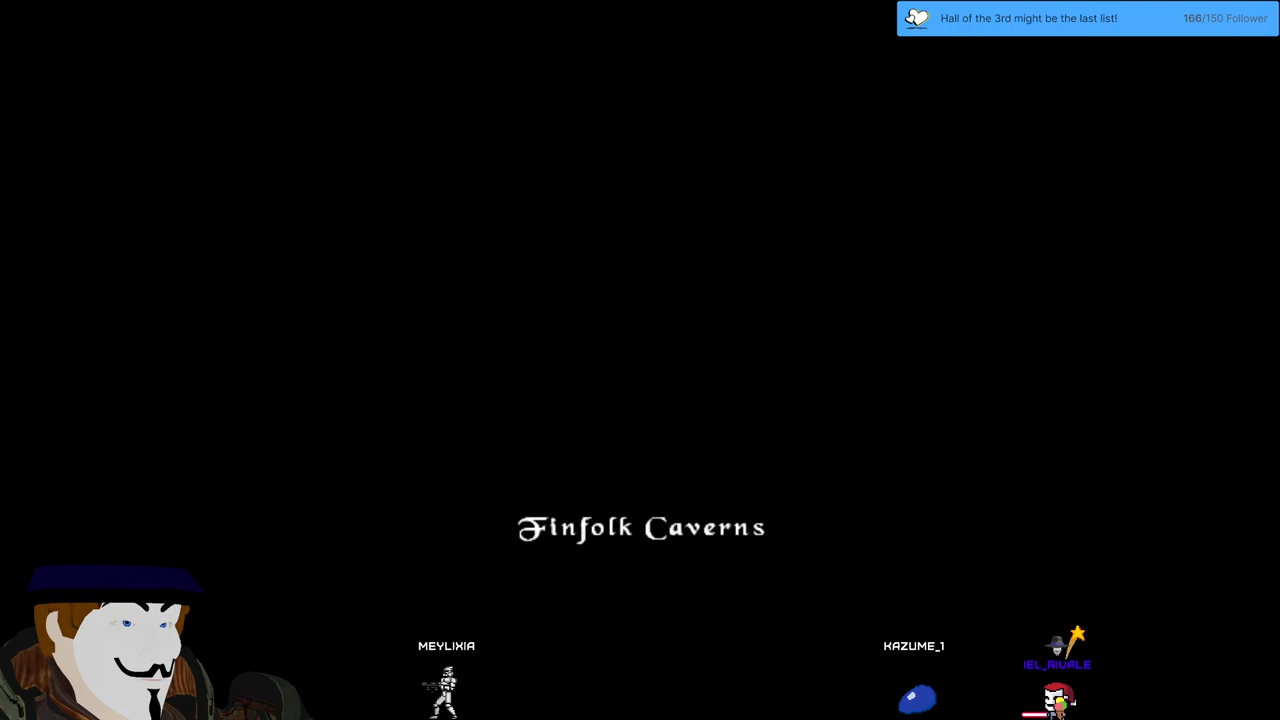 Hall of the 3rd might be the last list! 166/150 Follower
Finfolk Caverns
MEYLIXIA
KAZUME_1
IEL_RIVALE